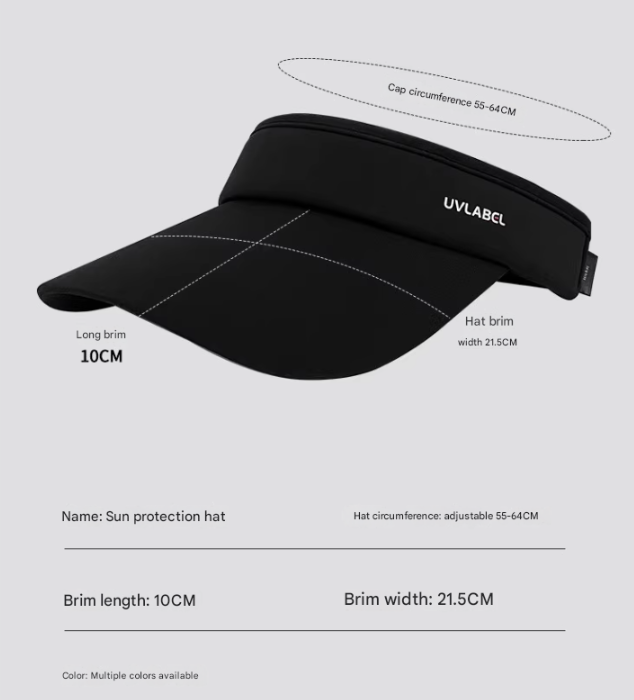 Cap circumference 55-64CM
UVLABEL
Long brim
10CM
Hat brim
width 21.5CM
Name: Sun protection hat
Hat circumference: adjustable 55-64CM
Brim length: 10CM
Brim width: 21.5CM
Color: Multiple colors available